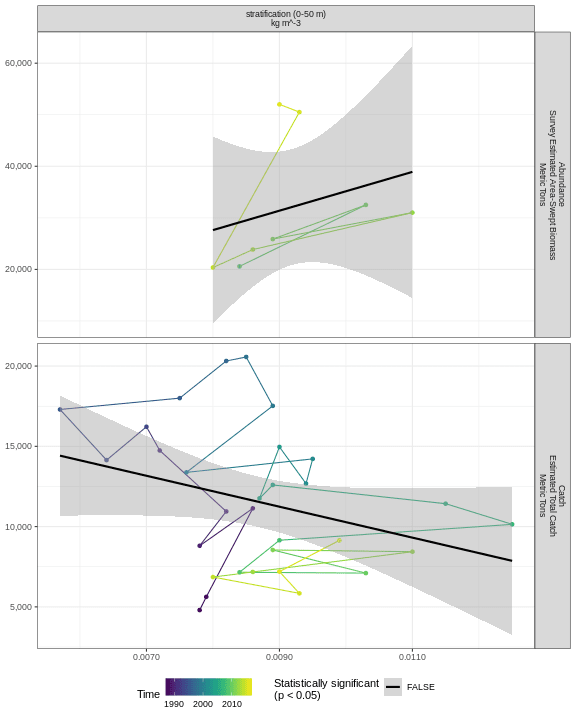 stratification (0-50 m)
kg m^-3
60,000
40,000
20,000
Abundance
Survey Estimated Area-Swept Biomass
Metric Tons
20,000
15,000
10,000
5,000
Catch
Estimated Total Catch
Metric Tons
0.0070
0.0090
0.0110
Time
1990 2000 2010
Statistically significant
(p < 0.05)
FALSE